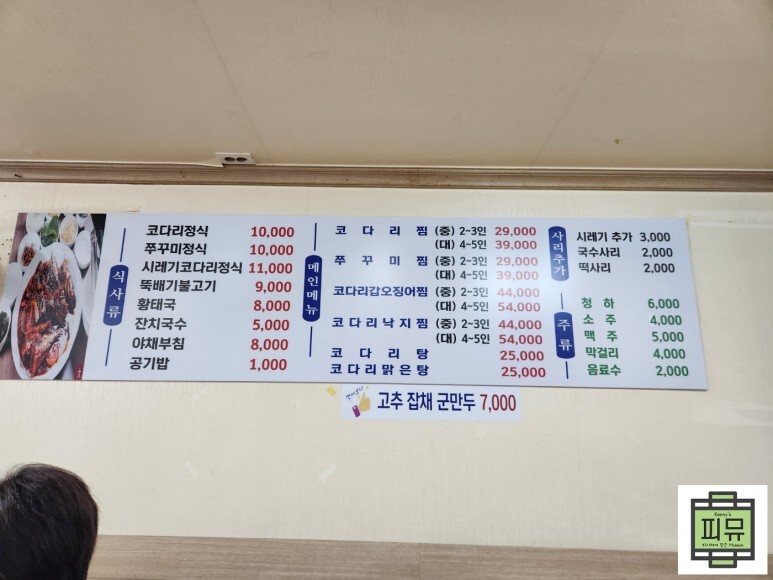 식사류
코다리정식 10,000
쭈꾸미정식 10,000
시레기코다리정식 11,000
뚝배기불고기 9,000
황태국 8,000
잔치국수 5,000
야채부침 8,000
공기밥 1,000
메인메뉴
코다리찜 (중) 2-3인 29,000
(대) 4-5인 39,000
쭈꾸미찜 (중) 2-3인 29,000
(대) 4-5인 39,000
코다리갑오징어찜 (중) 2-3인 44,000
(대) 4-5인 54,000
코다리낙지찜 (중) 2-3인 44,000
(대) 4-5인 54,000
코다리탕 25,000
코다리맑은탕 25,000
사리추가
시레기 추가 3,000
국수사리 2,000
떡사리 2,000
주류
청하 6,000
소주 4,000
맥주 5,000
막걸리 4,000
음료수 2,000
고추 잡채 군만두 7,000
피뮤